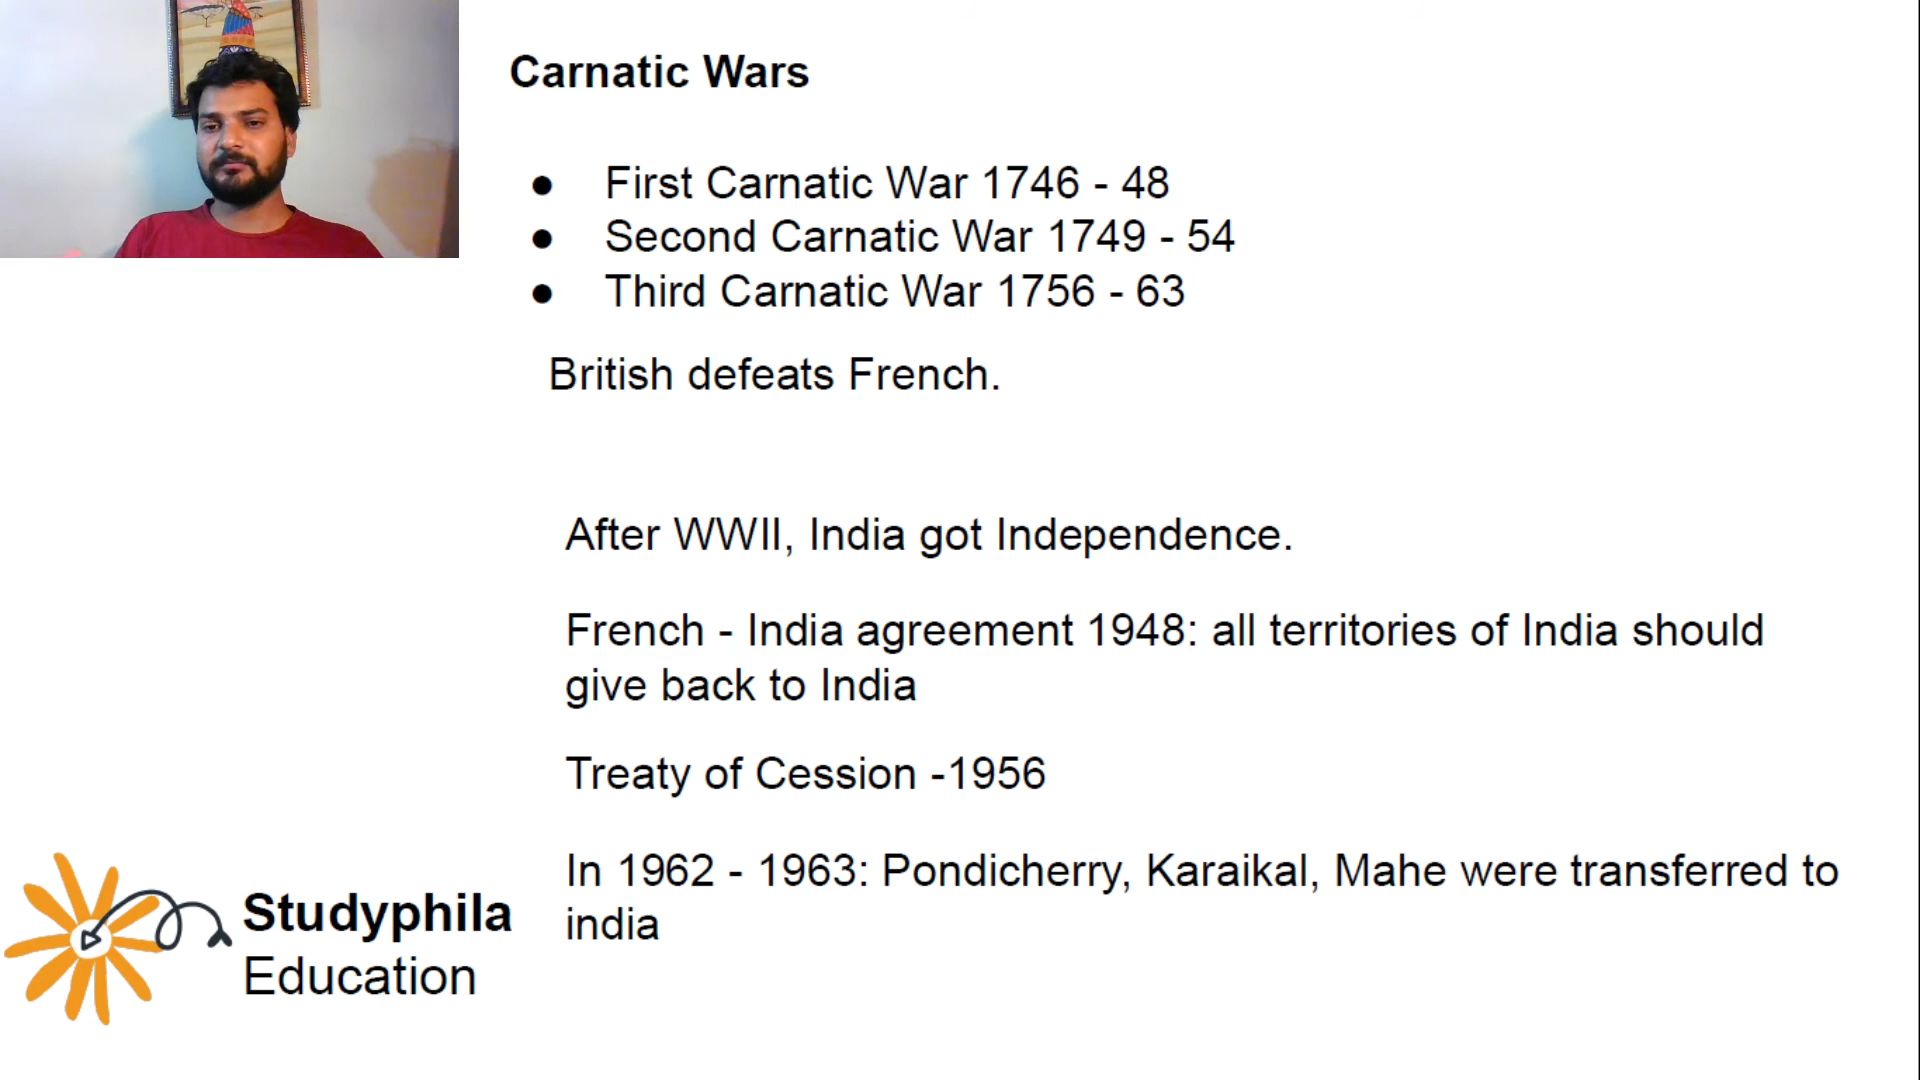 Carnatic Wars
● First Carnatic War 1746 - 48
● Second Carnatic War 1749 - 54
● Third Carnatic War 1756 - 63
British defeats French.
After WWII, India got Independence.
French - India agreement 1948: all territories of India should
give back to India
Treaty of Cession -1956
In 1962 - 1963: Pondicherry, Karaikal, Mahe were transferred to
india
Studyphila
Education